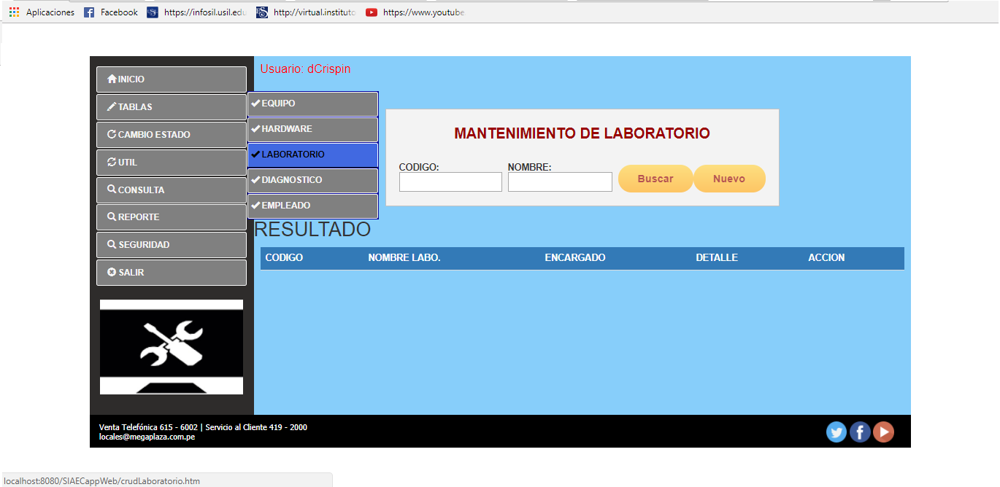 Aplicaciones Facebook https://infosil.usil.edu http://virtual.instituto https://www.youtube
Usuario: dCrispin
INICIO
TABLAS
CAMBIO ESTADO
UTIL
CONSULTA
REPORTE
SEGURIDAD
SALIR
EQUIPO
HARDWARE
LABORATORIO
DIAGNOSTICO
EMPLEADO
MANTENIMIENTO DE LABORATORIO
CODIGO: NOMBRE:
Buscar Nuevo
RESULTADO
CODIGO NOMBRE LABO. ENCARGADO DETALLE ACCION
Venta Telefónica 615 - 6002 | Servicio al Cliente 419 - 2000
locales@megaplaza.com.pe
localhost:8080/SIAECappWeb/crudLaboratorio.htm